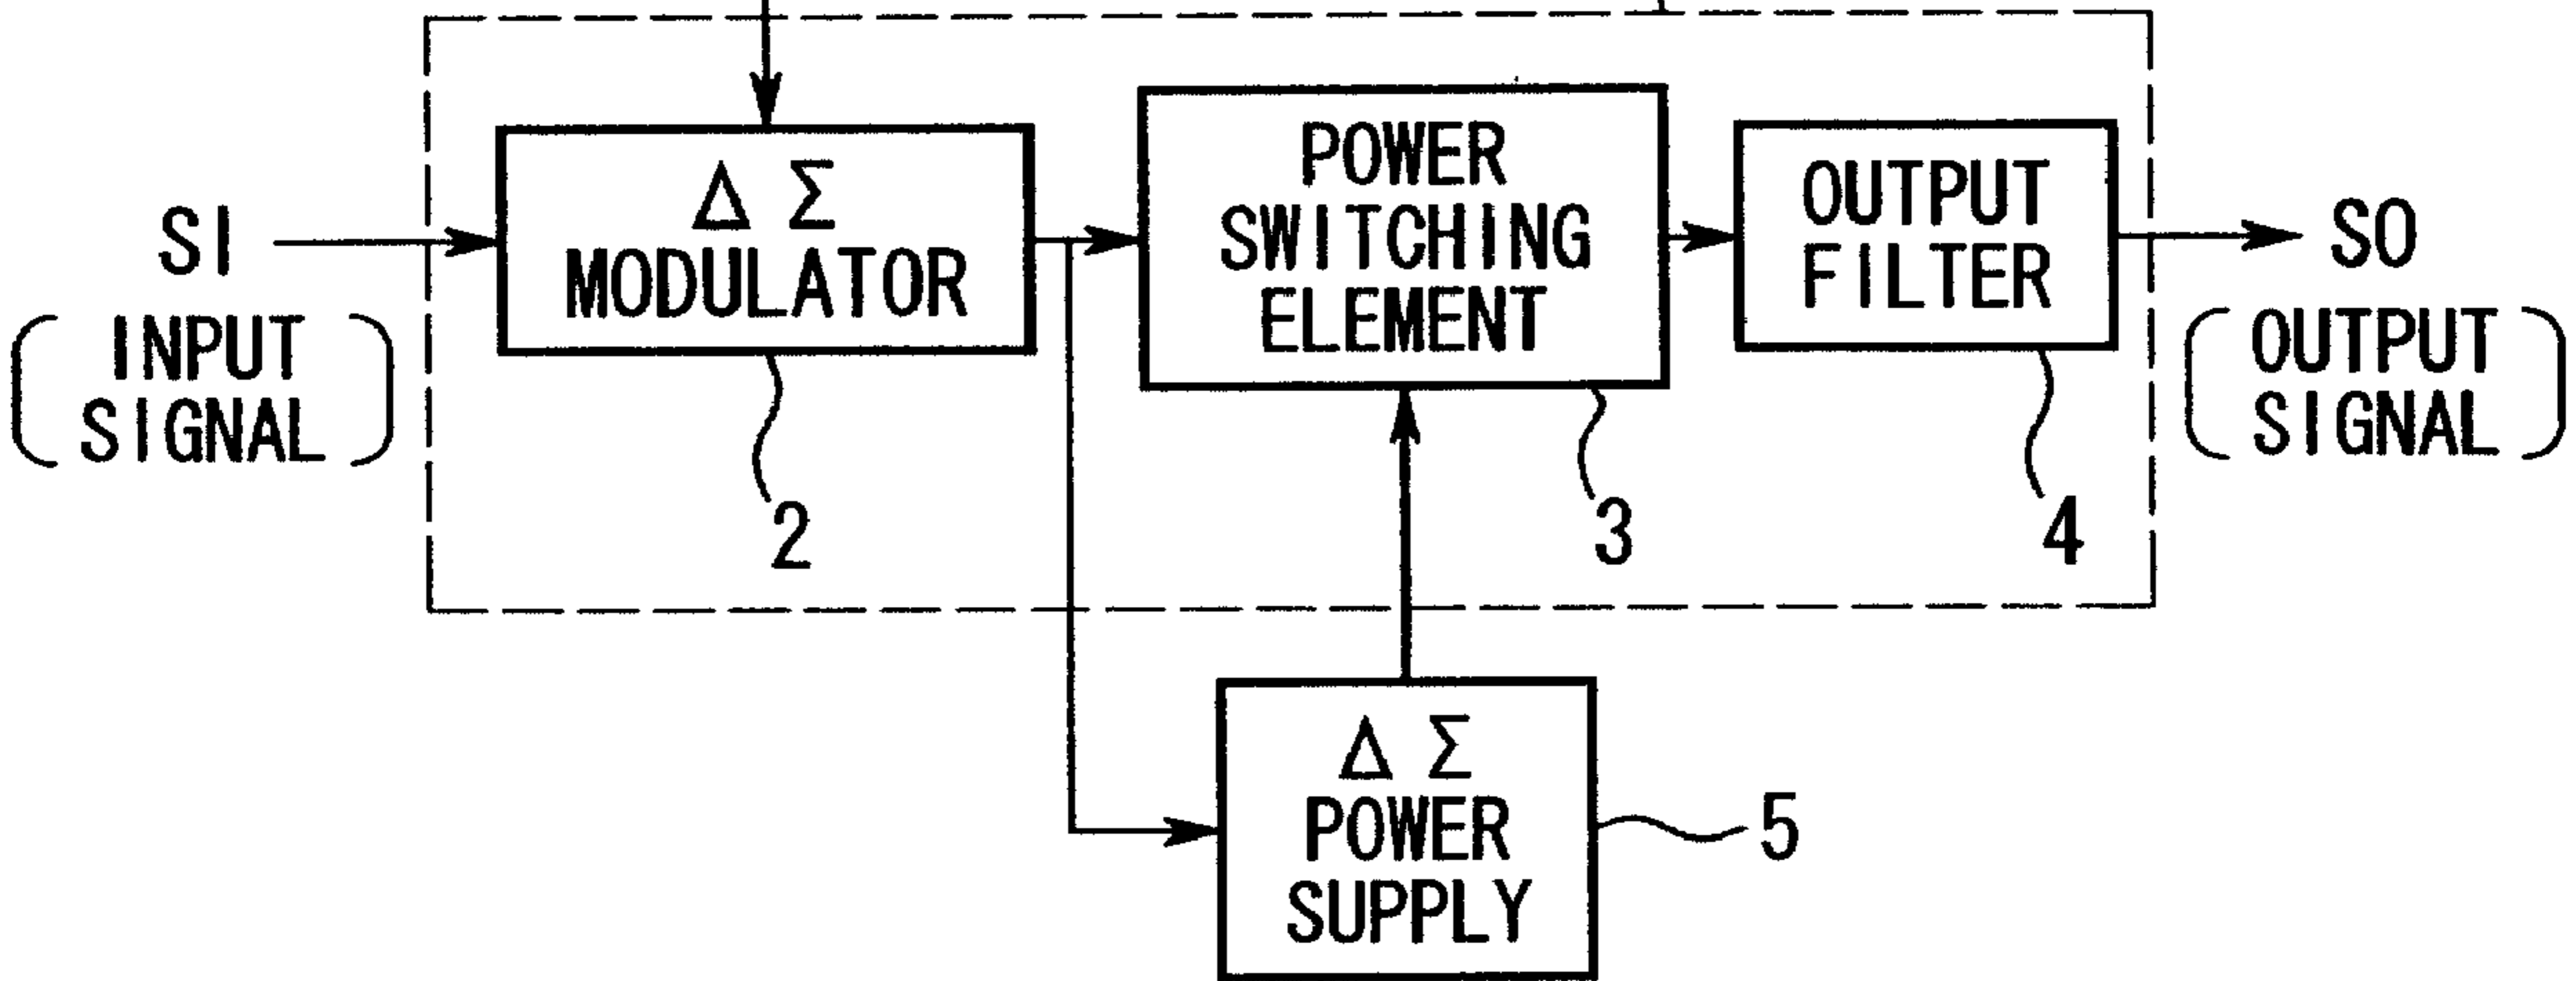 SI
INPUT
SIGNAL
Δ Σ
MODULATOR
2
POWER
SWITCHING
ELEMENT
3
OUTPUT
FILTER
4
SO
OUTPUT
SIGNAL
Δ Σ
POWER
SUPPLY
5